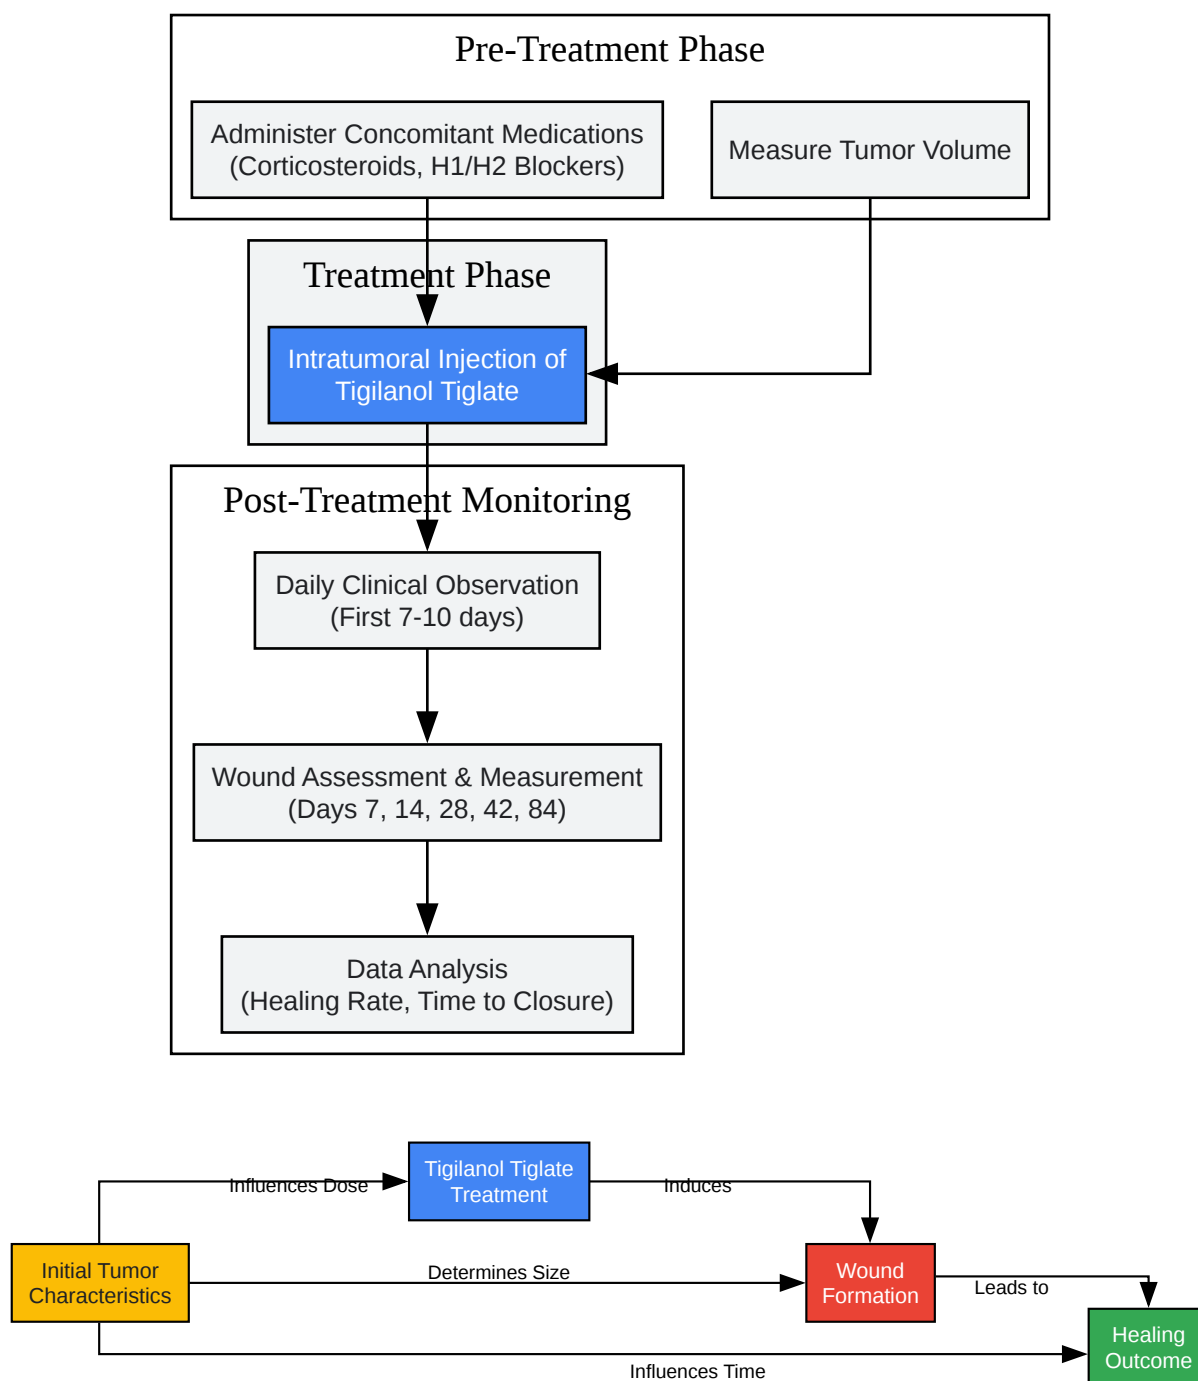 Pre-Treatment Phase
Administer Concomitant Medications
(Corticosteroids, H1/H2 Blockers)
Measure Tumor Volume
Treatment Phase
Intratumoral Injection of
Tigilanol Tiglate
Post-Treatment Monitoring
Daily Clinical Observation
(First 7-10 days)
Wound Assessment & Measurement
(Days 7, 14, 28, 42, 84)
Data Analysis
(Healing Rate, Time to Closure)
Influences Dose
Tigilanol Tiglate
Treatment
Induces
Initial Tumor
Characteristics
Determines Size
Wound
Formation
Leads to
Influences Time
Healing
Outcome